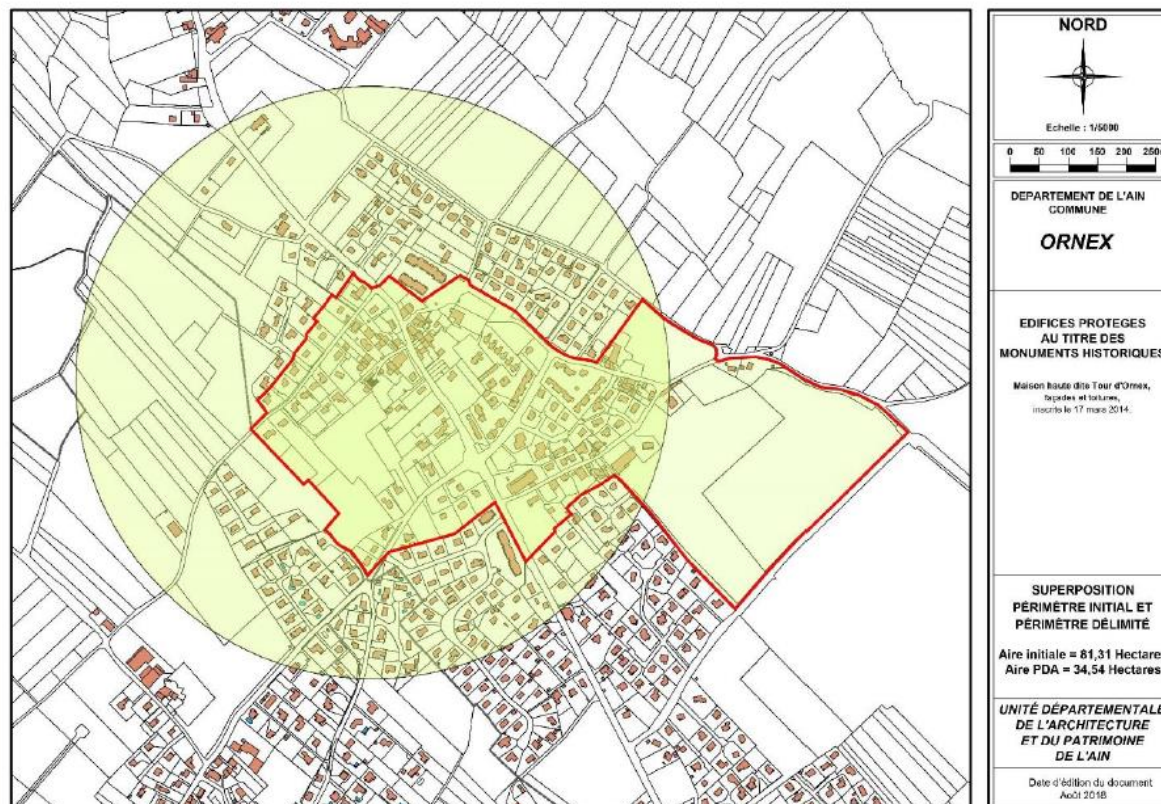 NORD
Echelle : 1/5000
0 50 100 150 200 250
DEPARTEMENT DE L'AIN
COMMUNE
ORNEX
EDIFICES PROTEGES
AU TITRE DES
MONUMENTS HISTORIQUES
Maison haute dite Tour d'Ornex,
façades et toitures,
inscrite le 17 mars 2014.
SUPERPOSITION
PÉRIMÈTRE INITIAL ET
PÉRIMÈTRE DÉLIMITÉ
Aire initiale = 81,31 Hectare
Aire PDA = 34,54 Hectares
UNITÉ DÉPARTEMENTALE
DE L'ARCHITECTURE
ET DU PATRIMOINE
DE L'AIN
Date d'édition du document
Août 2018